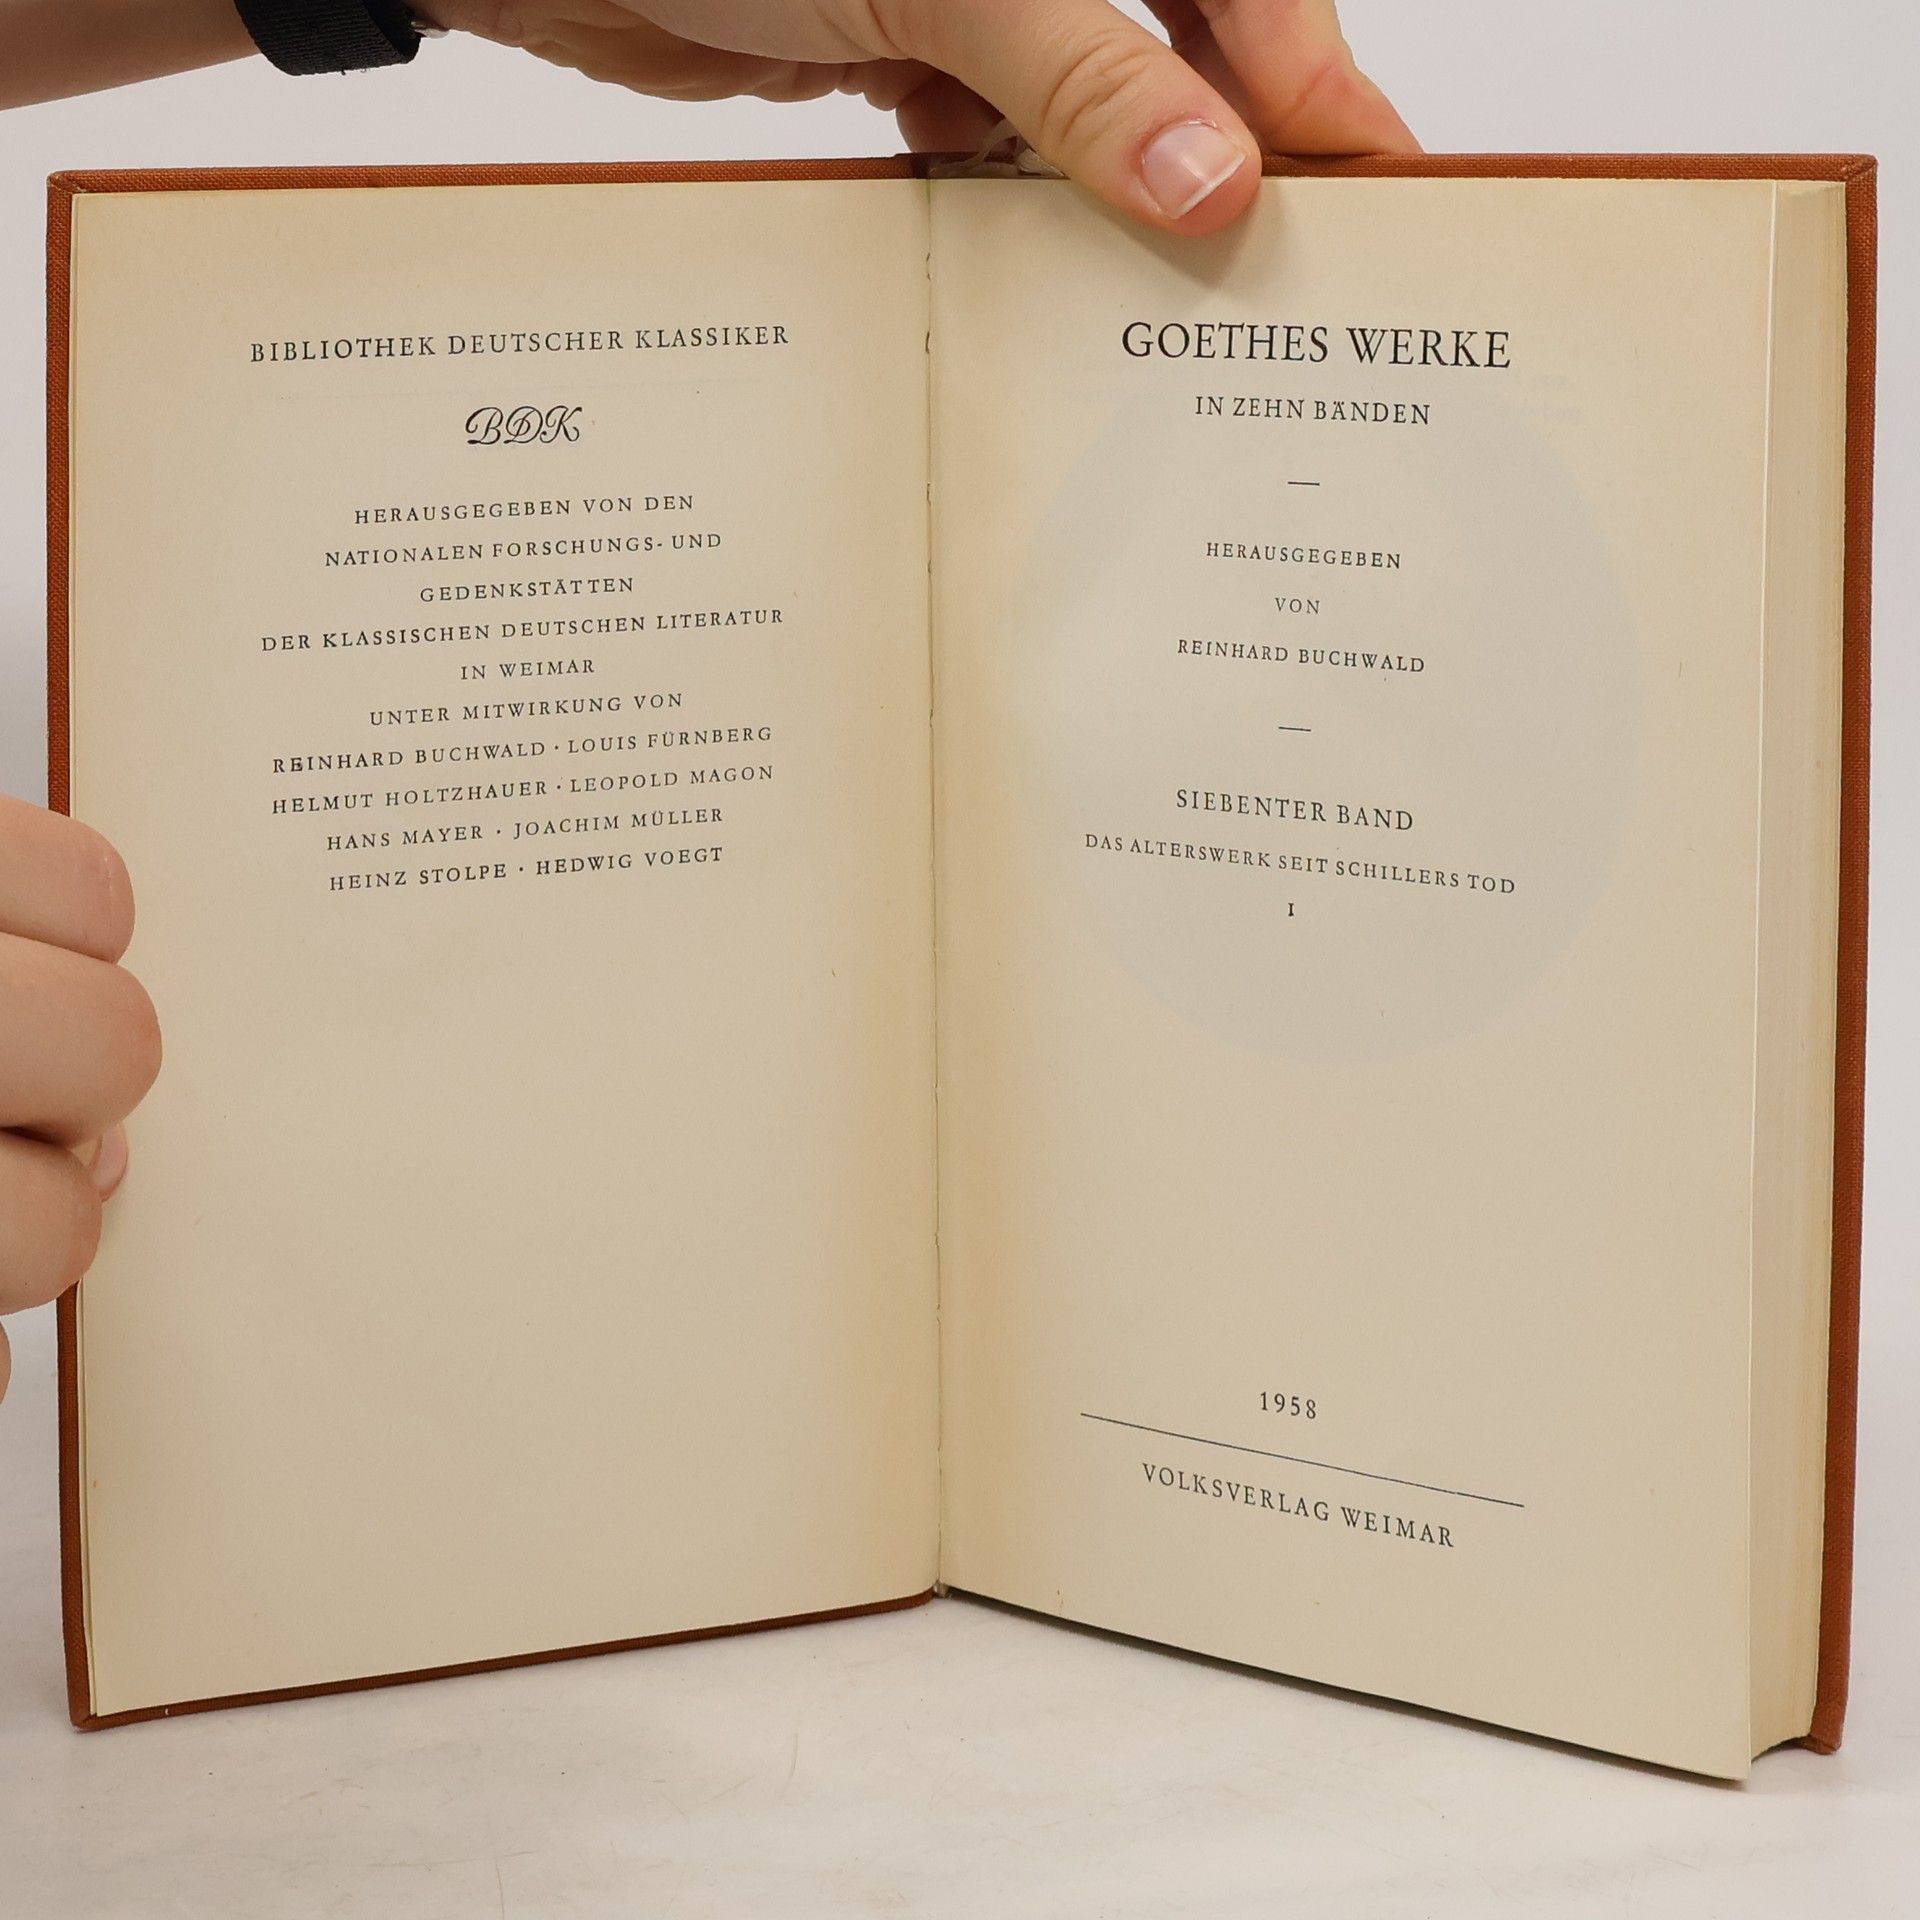 BIBLIOTHEK DEUTSCHER KLASSIKER
BDK
HERAUSGEGEBEN VON DEN
NATIONALEN FORSCHUNGS- UND
GEDENKSTÄTTEN
DER KLASSISCHEN DEUTSCHEN LITERATUR
IN WEIMAR
UNTER MITWIRKUNG VON
REINHARD BUCHWALD · LOUIS FÜRNBERG
HELMUT HOLTZHAUER · LEOPOLD MAGON
HANS MAYER · JOACHIM MÜLLER
HEINZ STOLPE · HEDWIG VOEGT
GOETHES WERKE
IN ZEHN BÄNDEN
HERAUSGEGEBEN
VON
REINHARD BUCHWALD
SIEBENTER BAND
DAS ALTERSWERK SEIT SCHILLERS TOD
I
1958
VOLKSVERLAG WEIMAR